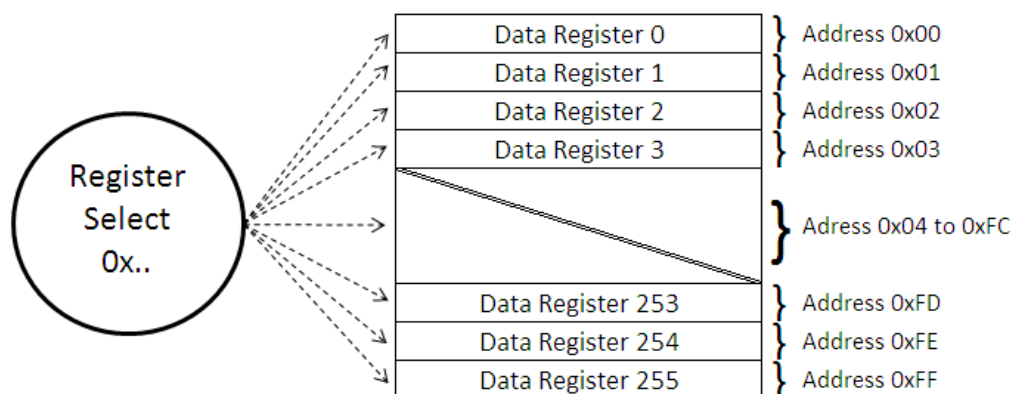 Register
Select
0x..
Data Register 0 Address 0x00
Data Register 1 Address 0x01
Data Register 2 Address 0x02
Data Register 3 Address 0x03
Adress 0x04 to 0xFC
Data Register 253 Address 0xFD
Data Register 254 Address 0xFE
Data Register 255 Address 0xFF